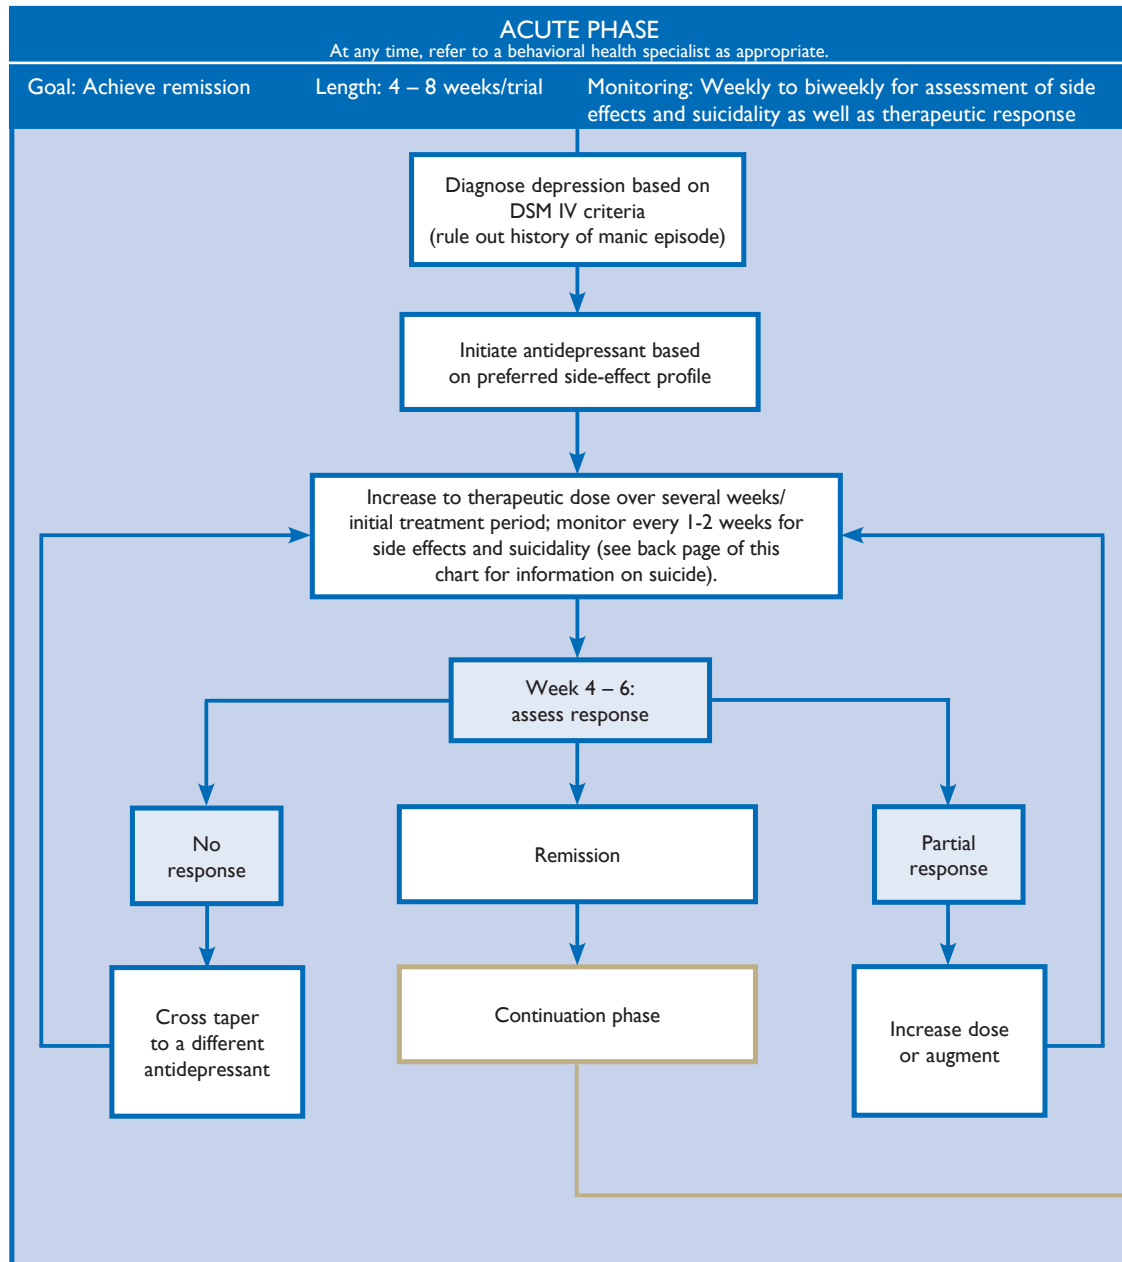 ACUTE PHASE
At any time, refer to a behavioral health specialist as appropriate.
Goal: Achieve remission
Length: 4 – 8 weeks/trial
Monitoring: Weekly to biweekly for assessment of side
effects and suicidality as well as therapeutic response
Diagnose depression based on
DSM IV criteria
(rule out history of manic episode)
Initiate antidepressant based
on preferred side-effect profile
Increase to therapeutic dose over several weeks/
initial treatment period; monitor every 1-2 weeks for
side effects and suicidality (see back page of this
chart for information on suicide).
Week 4 – 6:
assess response
No
response
Remission
Partial
response
Cross taper
to a different
antidepressant
Continuation phase
Increase dose
or augment